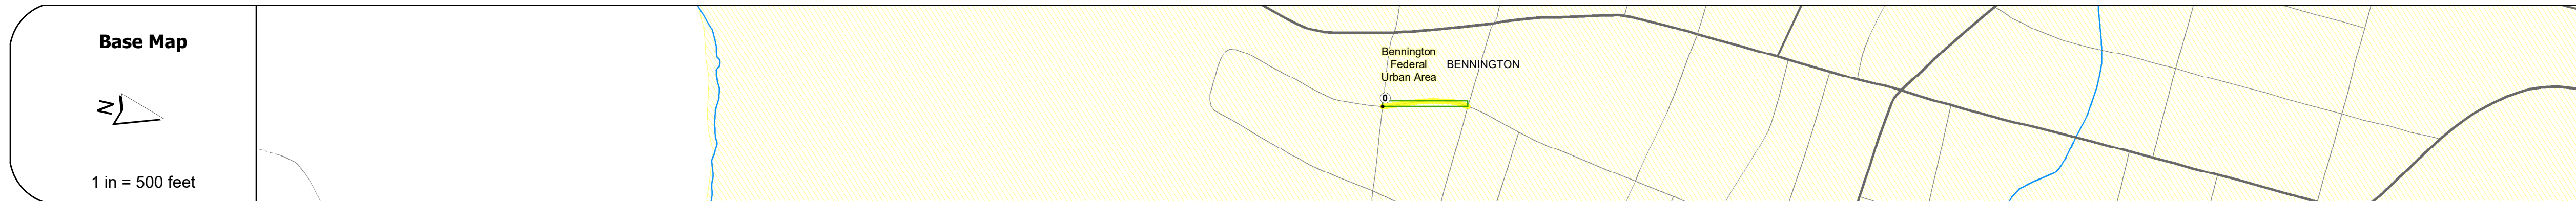 Base Map
N
1 in = 500 feet
Bennington
Federal
Urban Area
BENNINGTON
0